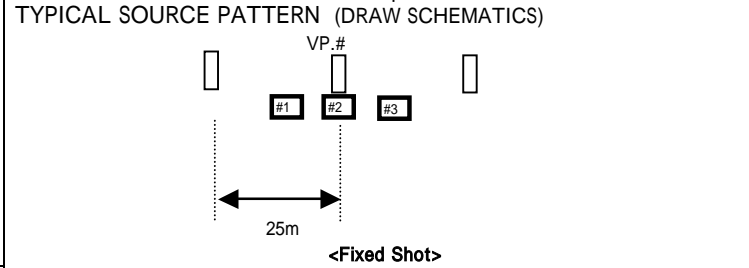 TYPICAL SOURCE PATTERN (DRAW SCHEMATICS)
VP.#
#1 #2 #3
25m
<Fixed Shot>